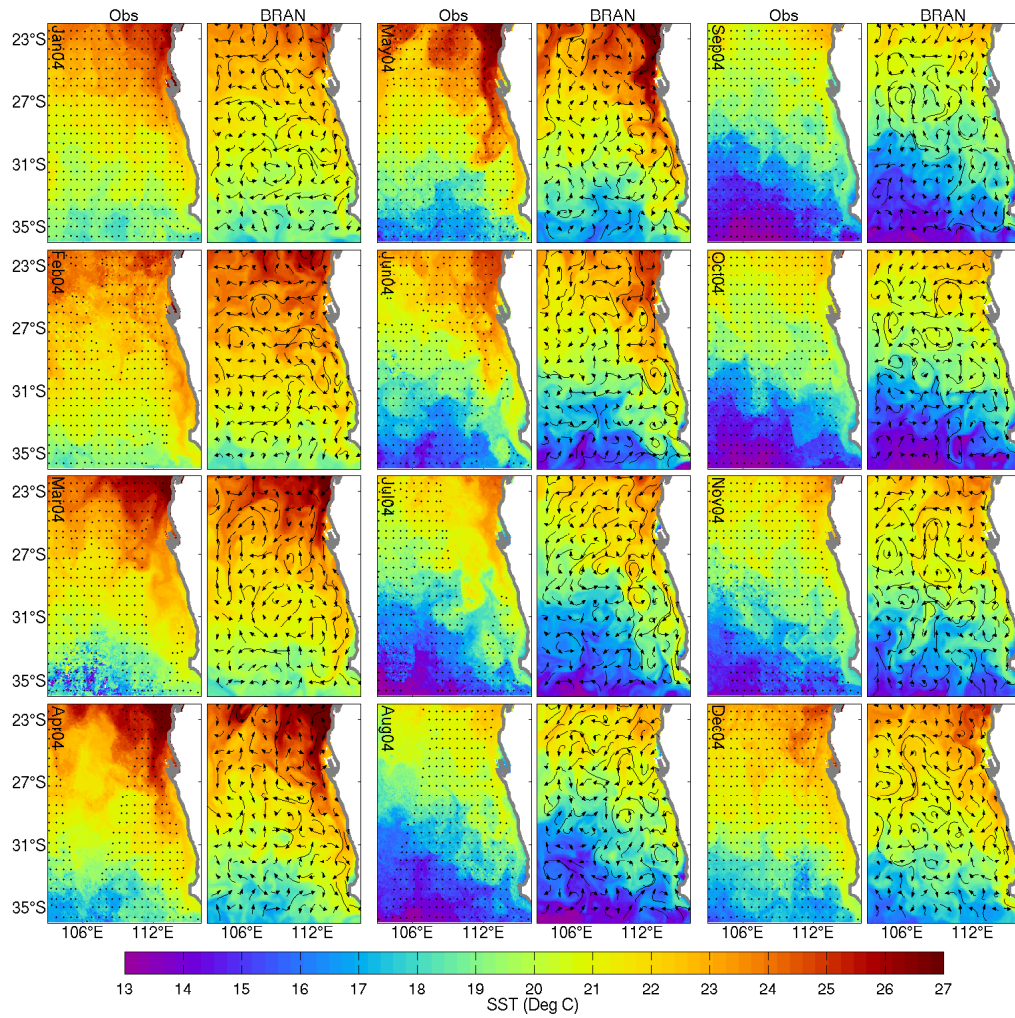 Obs BRAN Obs BRAN Obs BRAN
23°S Jan04 May04 Sep04
27°S
31°S
35°S
23°S Feb04 Jun04 Oct04
27°S
31°S
35°S
23°S Mar04 Jul04 Nov04
27°S
31°S
35°S
23°S Apr04 Aug04 Dec04
27°S
31°S
35°S
106°E 112°E 106°E 112°E 106°E 112°E 106°E 112°E 106°E 112°E 106°E 112°E
13 14 15 16 17 18 19 20 21 22 23 24 25 26 27
SST (Deg C)